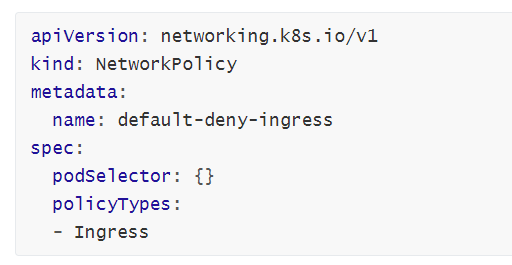 apiVersion: networking.k8s.io/v1
kind: NetworkPolicy
metadata:
  name: default-deny-ingress
spec:
  podSelector: {}
  policyTypes:
  - Ingress